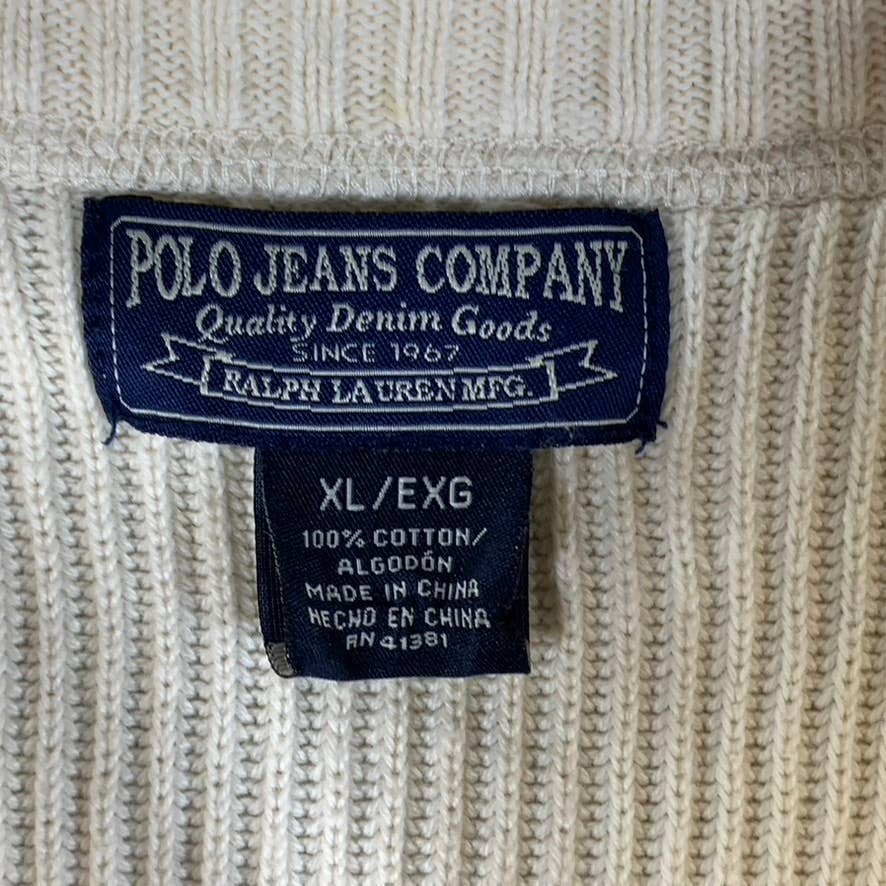 POLO JEANS COMPANY
Quality Denim Goods
SINCE 1967
RALPH LAUREN MFG.
XL/EXG
100% COTTON/
ALGODÓN
MADE IN CHINA
HECHO EN CHINA
RN 41381